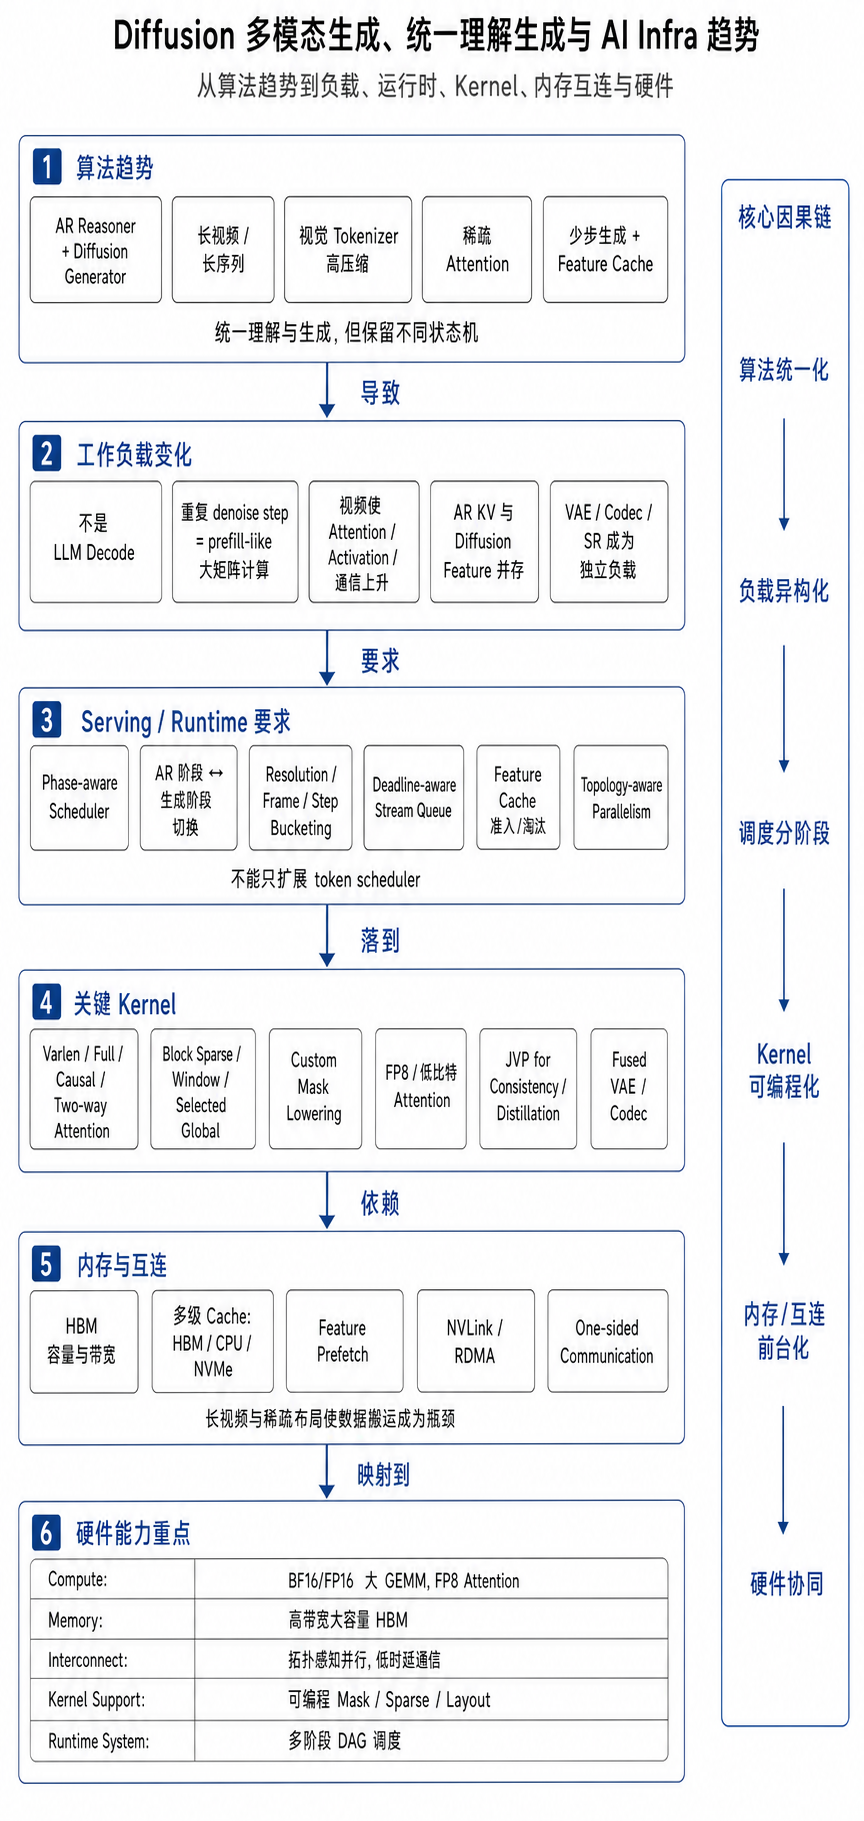 Diffusion 多模态生成、统一理解生成与 AI Infra 趋势
从算法趋势到负载、运行时、Kernel、内存互连与硬件
1 算法趋势
AR Reasoner
+ Diffusion
Generator
长视频 /
长序列
视觉 Tokenizer
高压缩
稀疏
Attention
少步生成 +
Feature Cache
统一理解与生成, 但保留不同状态机
导致
2 工作负载变化
不是
LLM Decode
重复 denoise step
= prefill-like
大矩阵计算
视频使
Attention /
Activation /
通信上升
AR KV 与
Diffusion
Feature 并存
VAE / Codec /
SR 成为
独立负载
要求
3 Serving / Runtime 要求
Phase-aware
Scheduler
AR 阶段 ↔
生成阶段
切换
Resolution /
Frame / Step
Bucketing
Deadline-aware
Stream Queue
Feature
Cache
准入/淘汰
Topology-aware
Parallelism
不能只扩展 token scheduler
落到
4 关键 Kernel
Varlen / Full /
Causal /
Two-way
Attention
Block Sparse /
Window /
Selected
Global
Custom
Mask
Lowering
FP8 / 低比特
Attention
JVP for
Consistency /
Distillation
Fused
VAE /
Codec
依赖
5 内存与互连
HBM
容量与带宽
多级 Cache:
HBM / CPU /
NVMe
Feature
Prefetch
NVLink /
RDMA
One-sided
Communication
长视频与稀疏布局使数据搬运成为瓶颈
映射到
6 硬件能力重点
Compute: BF16/FP16 大 GEMM, FP8 Attention
Memory: 高带宽大容量 HBM
Interconnect: 拓扑感知并行, 低时延通信
Kernel Support: 可编程 Mask / Sparse / Layout
Runtime System: 多阶段 DAG 调度
核心因果链
算法统一化
负载异构化
调度分阶段
Kernel
可编程化
内存/互连
前台化
硬件协同